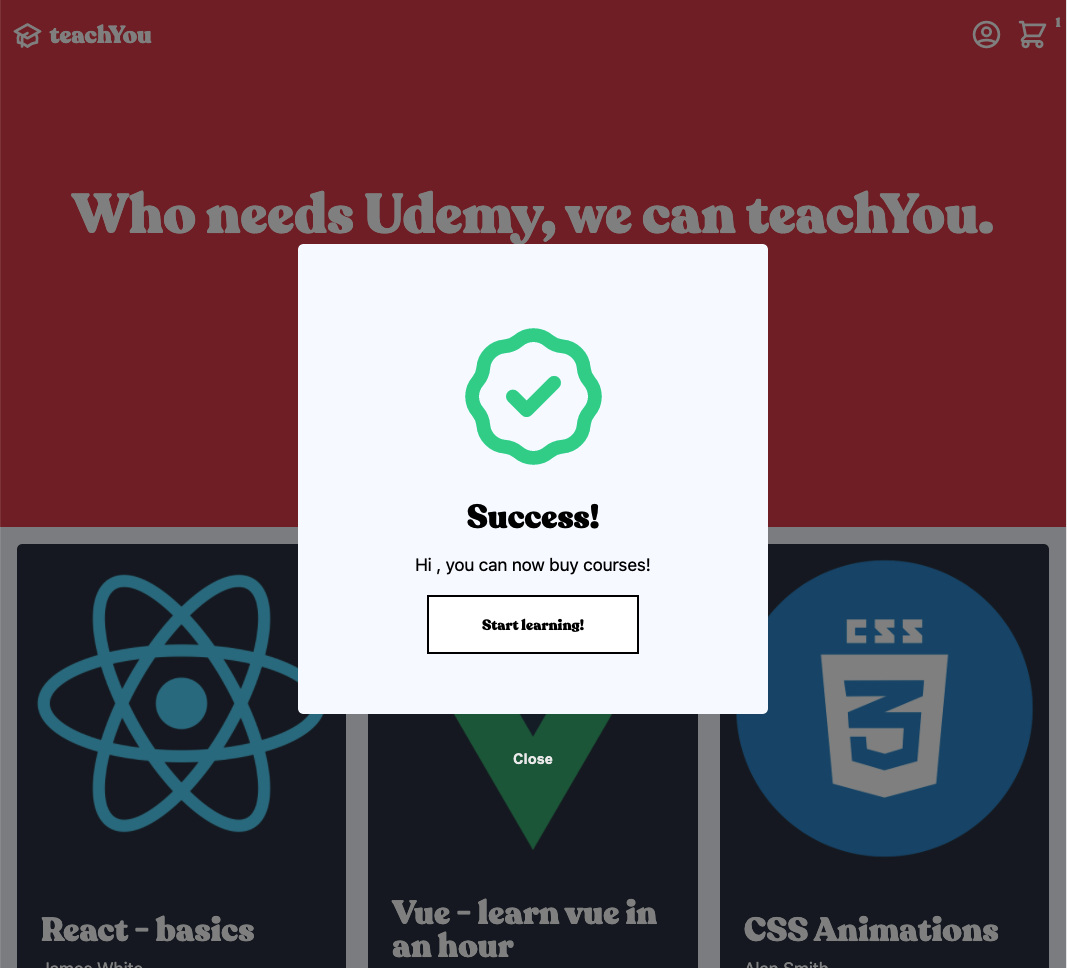 teachYou
1
Who needs Udemy, we can teachYou.
Success!
Hi , you can now buy courses!
Start learning!
Close
CSS
3
React - basics
James White
Vue - learn vue in
an hour
CSS Animations
Alan Smith